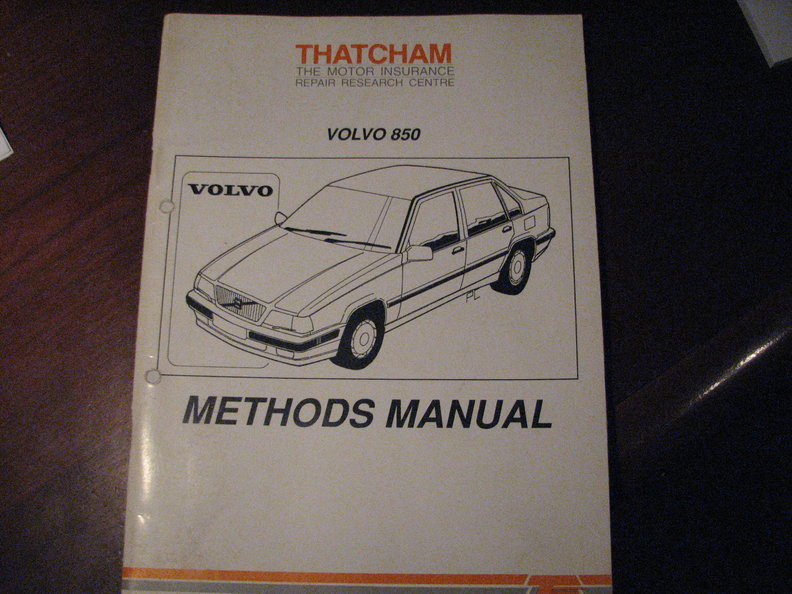 THATCHAM
THE MOTOR INSURANCE
REPAIR RESEARCH CENTRE
VOLVO 850
VOLVO
PL
METHODS MANUAL